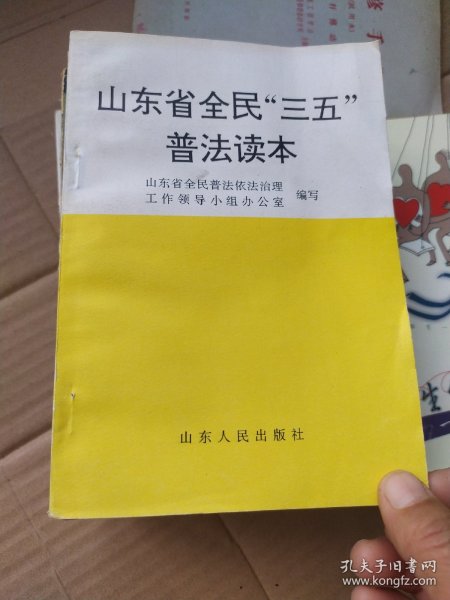 山东省全民“三五”
普法读本
山东省全民普法依法治理
工作领导小组办公室
编写
山东人民出版社
孔夫子旧书网
www.kongfz.com